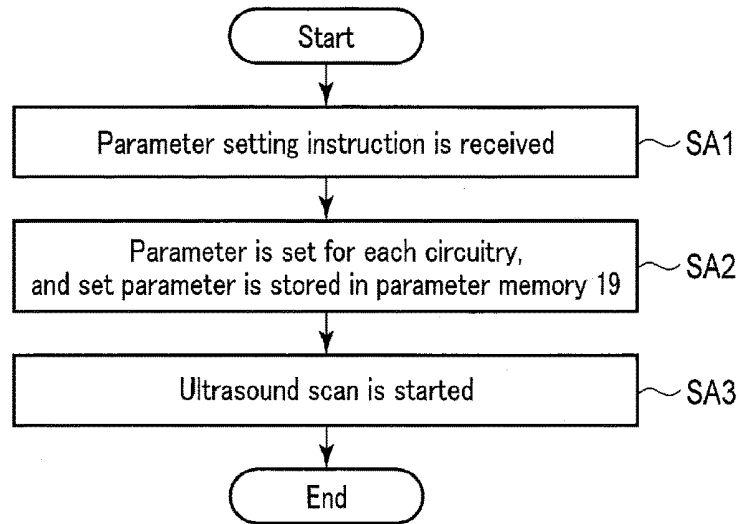 Start
Parameter setting instruction is received
SA1
Parameter is set for each circuitry,
and set parameter is stored in parameter memory 19
SA2
Ultrasound scan is started
SA3
End